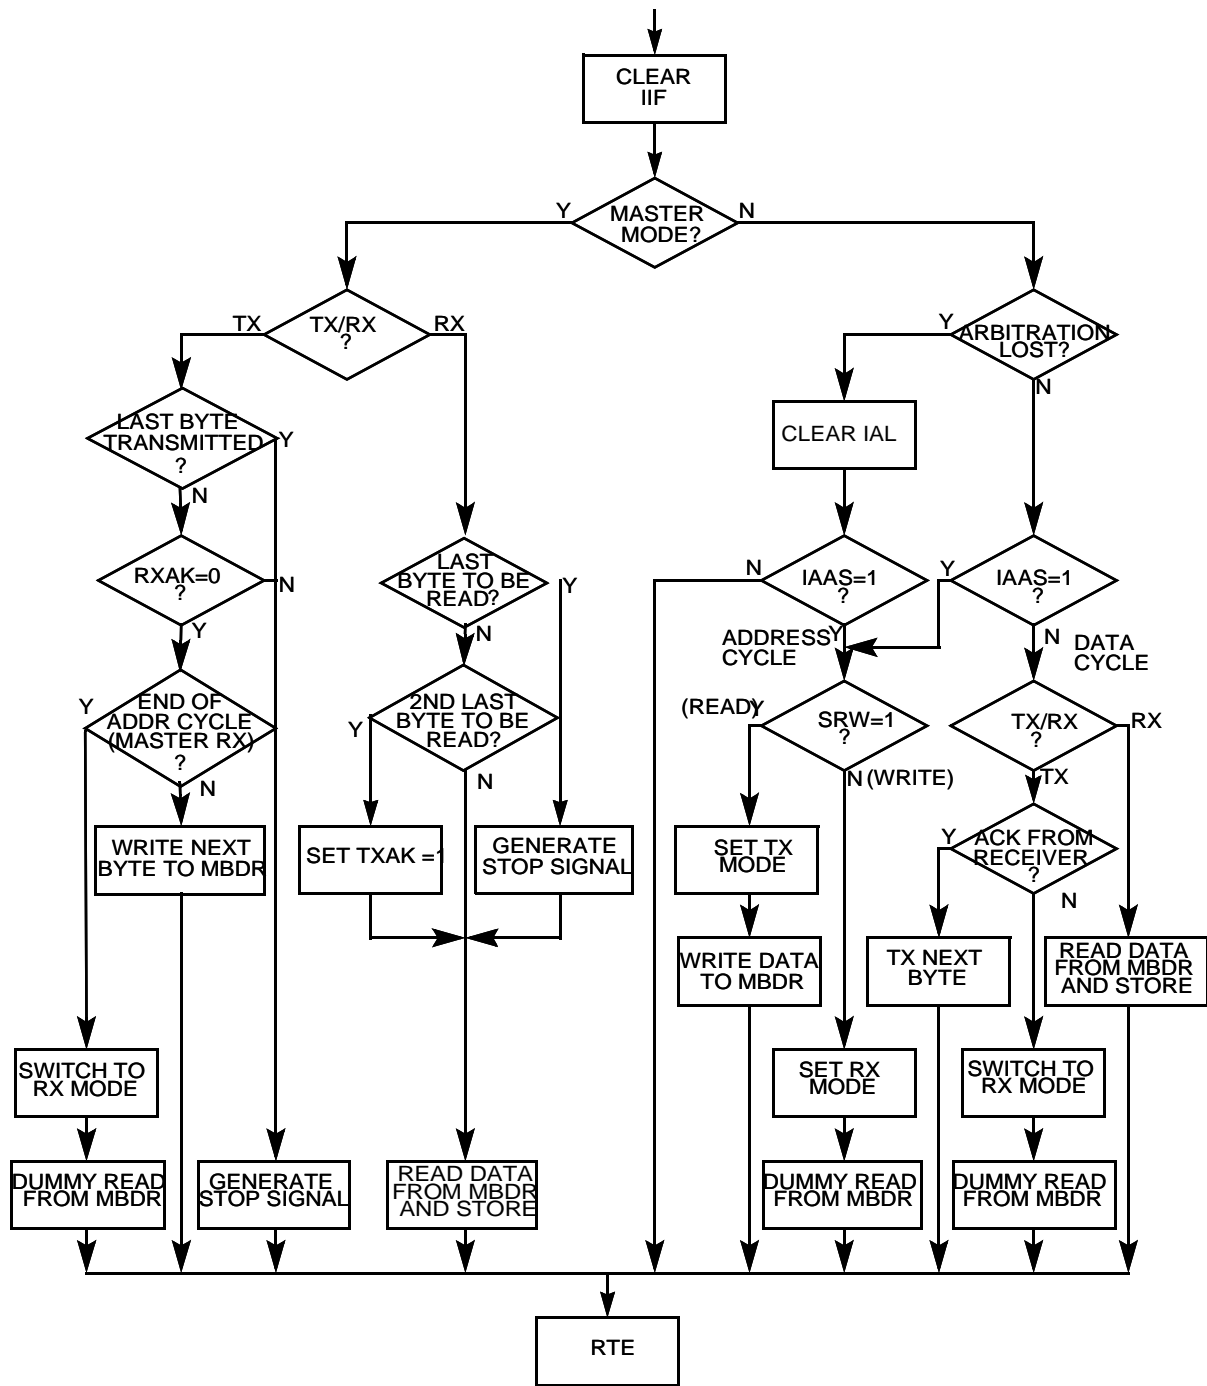 CLEAR
IIF
Y
MASTER
MODE?
N
TX
TX/RX
?
RX
Y
ARBITRATION
LOST?
N
LAST BYTE
TRANSMITTED
?
Y
N
CLEAR IAL
RXAK=0
?
N
Y
LAST
BYTE TO BE
READ?
Y
N
N
IAAS=1
?
Y
Y
IAAS=1
?
N
ADDRESS
CYCLE
DATA
CYCLE
Y
END OF
ADDR CYCLE
(MASTER RX)
?
N
Y
2ND LAST
BYTE TO BE
READ?
N
(READ)
Y
SRW=1
?
N (WRITE)
TX/RX
?
RX
TX
WRITE NEXT
BYTE TO MBDR
SET TXAK =1
GENERATE
STOP SIGNAL
SET TX
MODE
Y
ACK FROM
RECEIVER
?
N
WRITE DATA
TO MBDR
TX NEXT
BYTE
READ DATA
FROM MBDR
AND STORE
SWITCH TO
RX MODE
SET RX
MODE
SWITCH TO
RX MODE
DUMMY READ
FROM MBDR
GENERATE
STOP SIGNAL
READ DATA
FROM MBDR
AND STORE
DUMMY READ
FROM MBDR
DUMMY READ
FROM MBDR
RTE